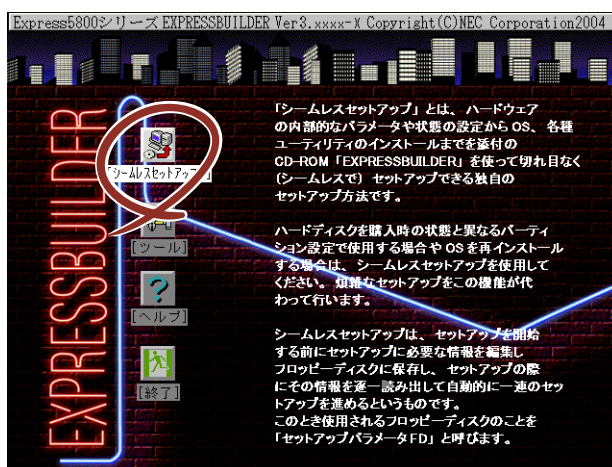 Express5800シリーズ EXPRESSBUILDER Ver3.xxxx-X Copyright(C)NEC Corporation2004
EXPRESSBUILDER
[シームレスセットアップ]
[ツール]
[ヘルプ]
[終了]
「シームレスセットアップ」とは、ハードウェア
の内部的なパラメータや状態の設定から OS、各種
ユーティリティのインストールまでを添付の
CD-ROM「EXPRESSBUILDER」を使って切れ目なく
(シームレスで) セットアップできる独自の
セットアップ方法です。
ハードディスクを購入時の状態と異なるパーティ
ション設定で使用する場合や OS を再インストール
する場合は、シームレスセットアップを使用して
ください。煩雑なセットアップをこの機能が代
わって行います。
シームレスセットアップは、セットアップを開始
する前にセットアップに必要な情報を編集し
フロッピーディスクに保存し、セットアップの際
にその情報を逐一読み出して自動的に一連のセッ
トアップを進めるというものです。
このとき使用されるフロッピーディスクのことを
「セットアップパラメータFD」と呼びます。